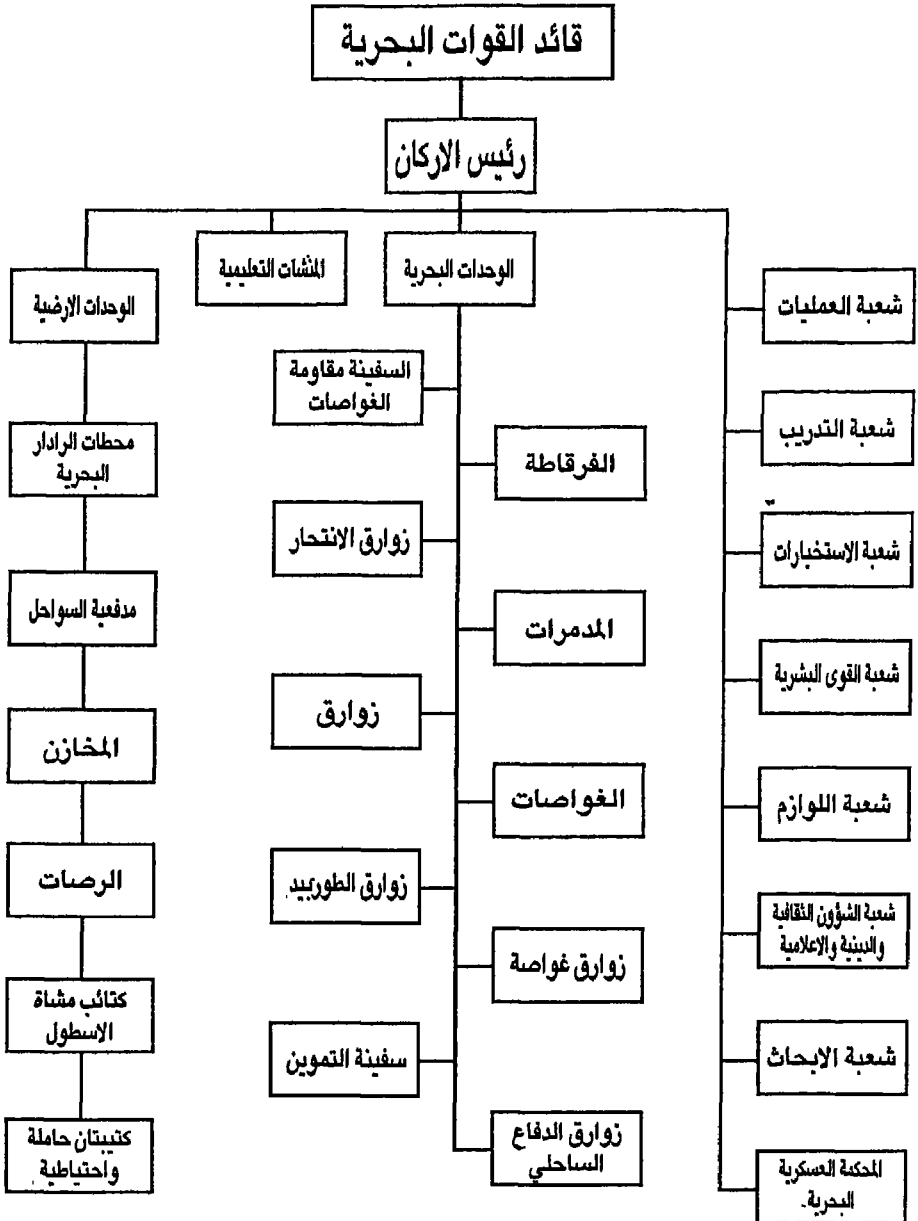 قائد القوات البحرية
رئيس الاركان
شعبة العمليات
شعبة التدريب
شعبة الاستخبارات
شعبة القوى البشرية
شعبة اللوازم
شعبة الشؤون الثقافية
والدينية والاعلامية
شعبة الابحاث
المحكمة العسكرية
البحرية.
الوحدات البحرية
السفينة مقاومة
الغواصات
الفرقاطة
زوارق الانتحار
المدمرات
زوارق
الغواصات
زوارق الطوربيد
زوارق غواصة
سفينة التموين
زوارق الدفاع
الساحلي
المنشات التعليمية
الوحدات الارضية
محطات الرادار
البحرية
مدفعية السواحل
المخازن
الرصات
كتائب مشاة
الاسطول
كتيبتان حاملة
واحتياطية